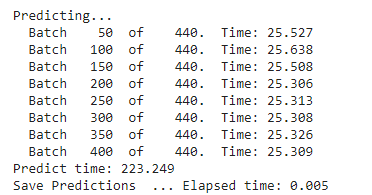 Predicting...
Batch 50 of 440. Time: 25.527
Batch 100 of 440. Time: 25.638
Batch 150 of 440. Time: 25.508
Batch 200 of 440. Time: 25.306
Batch 250 of 440. Time: 25.313
Batch 300 of 440. Time: 25.308
Batch 350 of 440. Time: 25.326
Batch 400 of 440. Time: 25.309
Predict time: 223.249
Save Predictions ... Elapsed time: 0.005